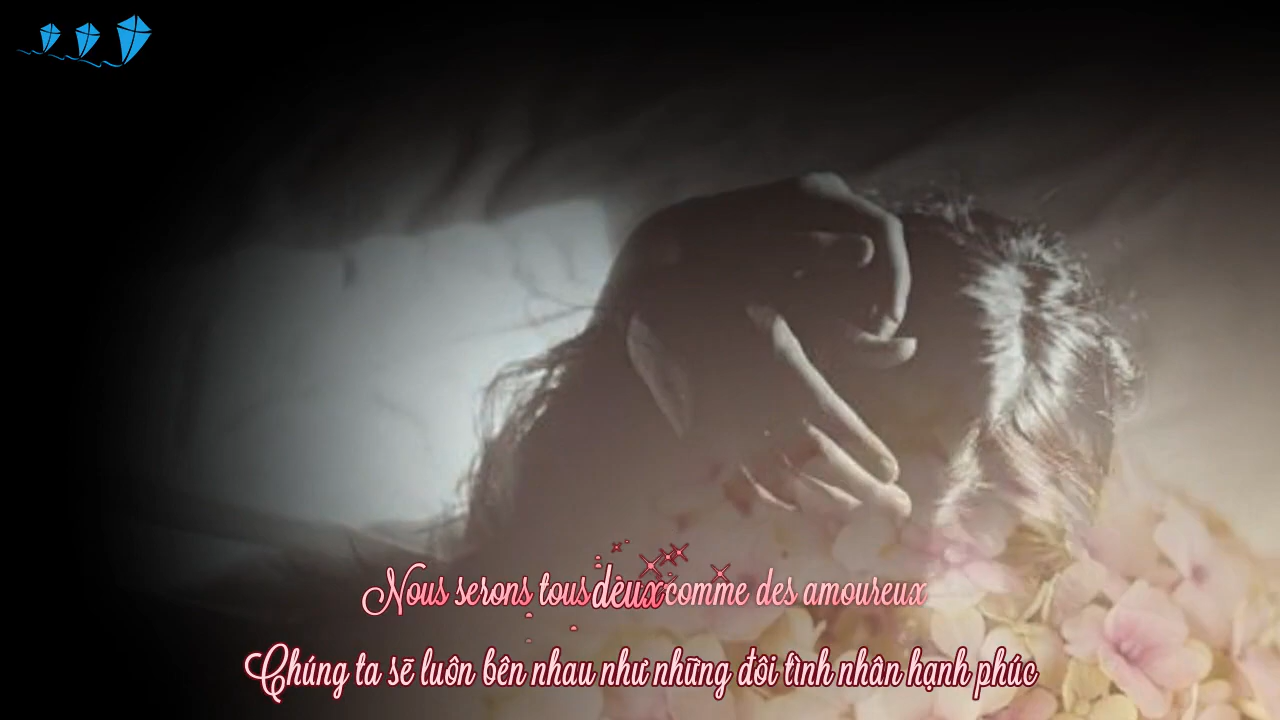 Nous serons tous deux comme des amoureux
Chúng ta sẽ luôn bên nhau như những đôi tình nhân hạnh phúc